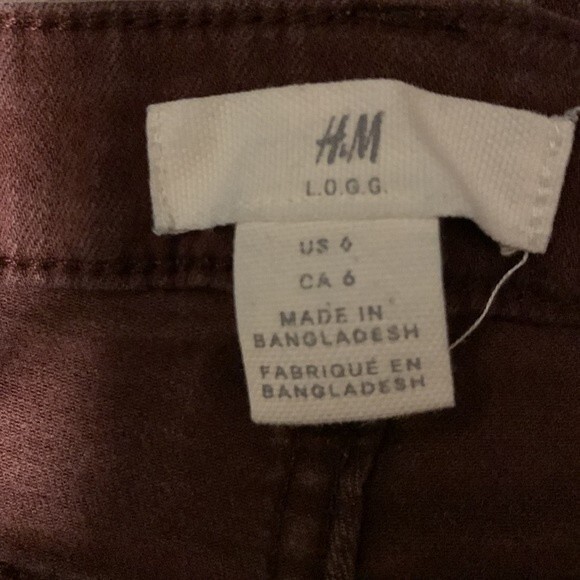 H&M
L.O.G.G.
US 6
CA 6
MADE IN
BANGLADESH
FABRIQUÉ EN
BANGLADESH